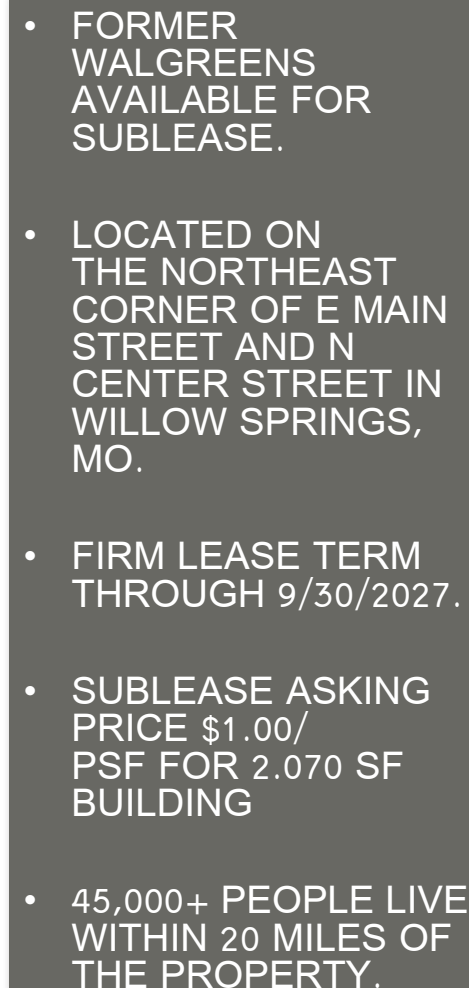 • FORMER
WALGREENS
AVAILABLE FOR
SUBLEASE.
• LOCATED ON
THE NORTHEAST
CORNER OF E MAIN
STREET AND N
CENTER STREET IN
WILLOW SPRINGS,
MO.
• FIRM LEASE TERM
THROUGH 9/30/2027.
• SUBLEASE ASKING
PRICE $1.00/
PSF FOR 2.070 SF
BUILDING
• 45,000+ PEOPLE LIVE
WITHIN 20 MILES OF
THE PROPERTY.